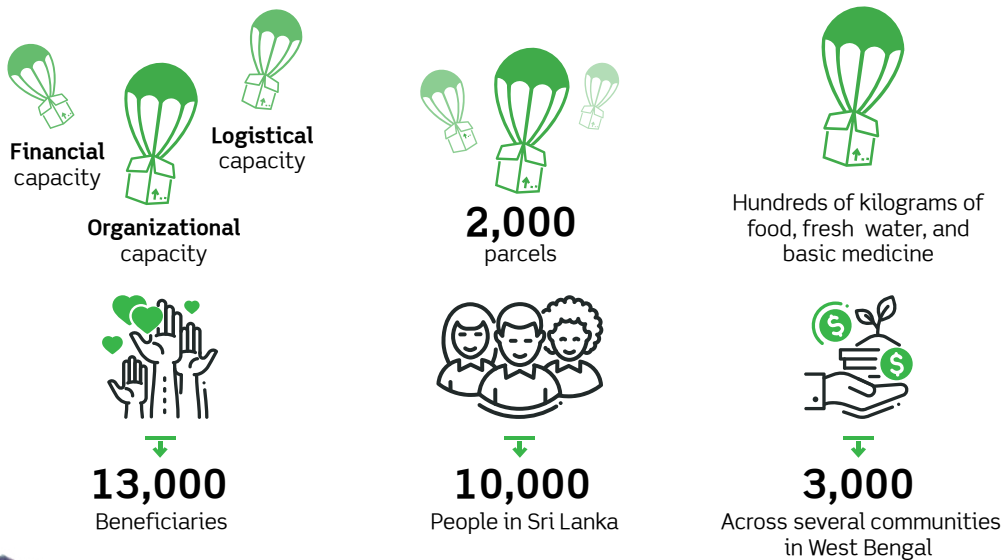 Financial
capacity
Logistical
capacity
Organizational
capacity
2,000
parcels
Hundreds of kilograms of
food, fresh water, and
basic medicine
$
$
13,000
Beneficiaries
10,000
People in Sri Lanka
3,000
Across several communities
in West Bengal